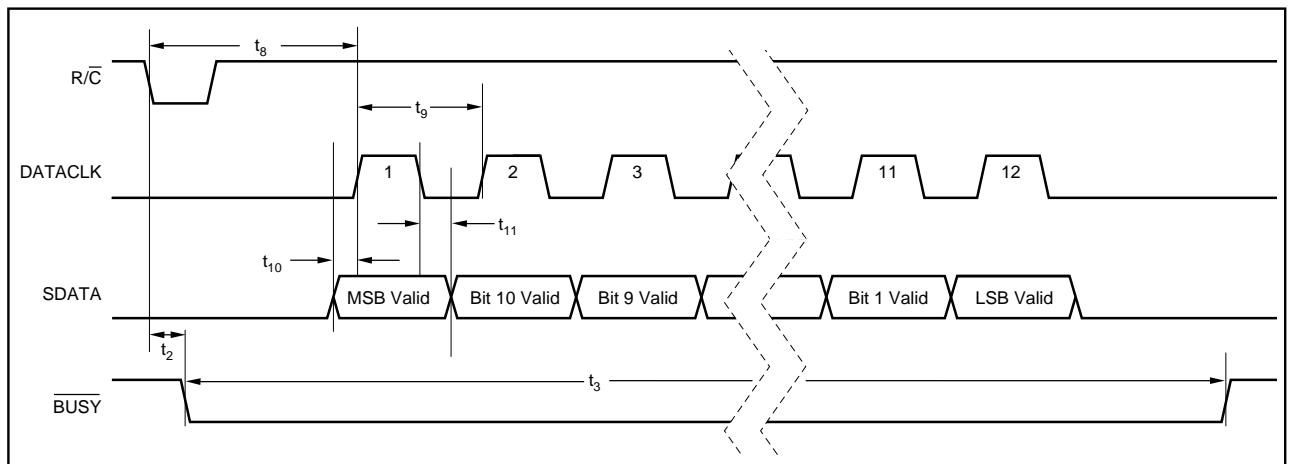 t8
R/C̅
t9
DATACLK
1
2
3
11
12
t11
t10
SDATA
MSB Valid
Bit 10 Valid
Bit 9 Valid
Bit 1 Valid
LSB Valid
t2
t3
B̅U̅S̅Y̅